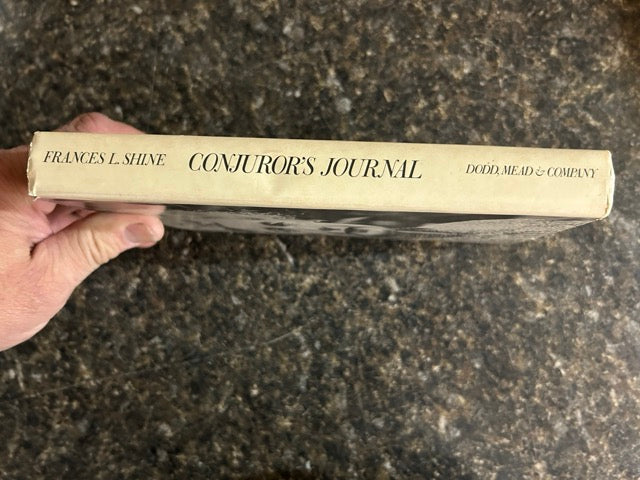 FRANCES L. SHINE CONJUROR'S JOURNAL DODD, MEAD & COMPANY